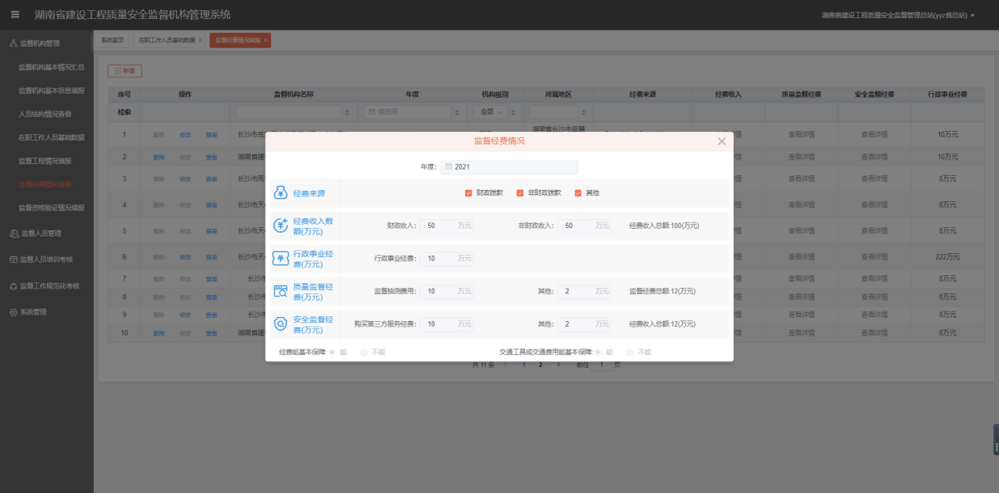 湖南省建设工程质量安全监督机构管理系统
湖南省建设工程质量安全监督管理总站(yyz省总站)
监督机构管理
系统首页 在职工作人员基础数据 × 监督经费情况填报 ×
监督机构基本情况汇总
新增
监督机构基本信息填报
序号 操作 监督机构名称 年度 机构级别 所属地区 经费来源 经费收入 质量监督经费 安全监督经费 行政事业经费
人员结构情况查看
检索 请选择 全部
在职工作人员基础数据
湖南省长沙市岳麓
1 删除 修改 查看 查看详情 查看详情 10万元
监督工程情况填报
2 删除 修改 查看 湖南省建 查看详情 查看详情 10万元
监督经费情况填报
3 删除 修改 查看 长沙市雨 查看详情 查看详情 0万元
监督资格验证情况填报
4 删除 修改 查看 长沙市天 查看详情 查看详情 0万元
监督人员管理
5 删除 修改 查看 长沙市天 查看详情 查看详情 0万元
监督人员培训考核
6 删除 修改 查看 长沙市天 查看详情 查看详情 222万元
7 删除 修改 查看 长沙市 查看详情 查看详情 0万元
监督工作规范化考核
8 删除 修改 查看 长沙 查看详情 查看详情 0万元
系统管理
9 删除 修改 查看 长沙 查看详情 查看详情 0万元
10 删除 修改 查看 湖南省建 查看详情 查看详情 0万元
监督经费情况
年度: 2021
经费来源 财政拨款 非财政拨款 其他
经费收入数
额(万元)
财政收入: 50 万元 非财政收入: 50 万元 经费收入总额:100(万元)
行政事业经
费(万元)
行政事业经费: 10 万元
质量监督经
费(万元)
监督抽测费用: 10 万元 其他: 2 万元 监督经费总额:12(万元)
安全监督经
费(万元)
购买第三方服务经费: 10 万元 其他: 2 万元 经费收入总额:12(万元)
经费能基本保障: 能 不能 交通工具或交通费用能基本保障: 能 不能
共 11 条 1 2 前往 1 页